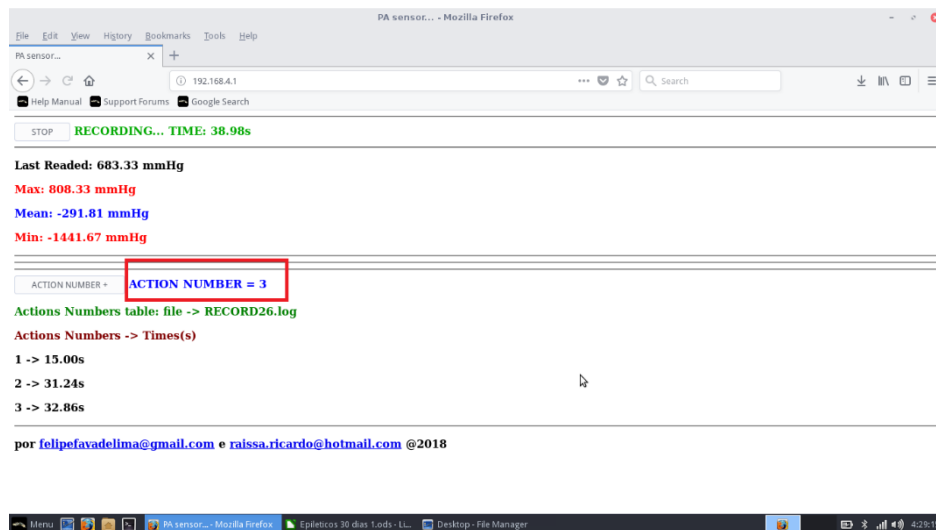 PA sensor... - Mozilla Firefox
File Edit View History Bookmarks Tools Help
PA sensor...
192.168.4.1 Search
Help Manual Support Forums Google Search
STOP RECORDING... TIME: 38.98s
Last Readed: 683.33 mmHg
Max: 808.33 mmHg
Mean: -291.81 mmHg
Min: -1441.67 mmHg
ACTION NUMBER + ACTION NUMBER = 3
Actions Numbers table: file -> RECORD26.log
Actions Numbers -> Times(s)
1 -> 15.00s
2 -> 31.24s
3 -> 32.86s
por felipefavadelima@gmail.com e raissa.ricardo@hotmail.com @2018
Menu PA sensor... - Mozilla Firefox Epileticos 30 dias 1.ods - Li... Desktop - File Manager